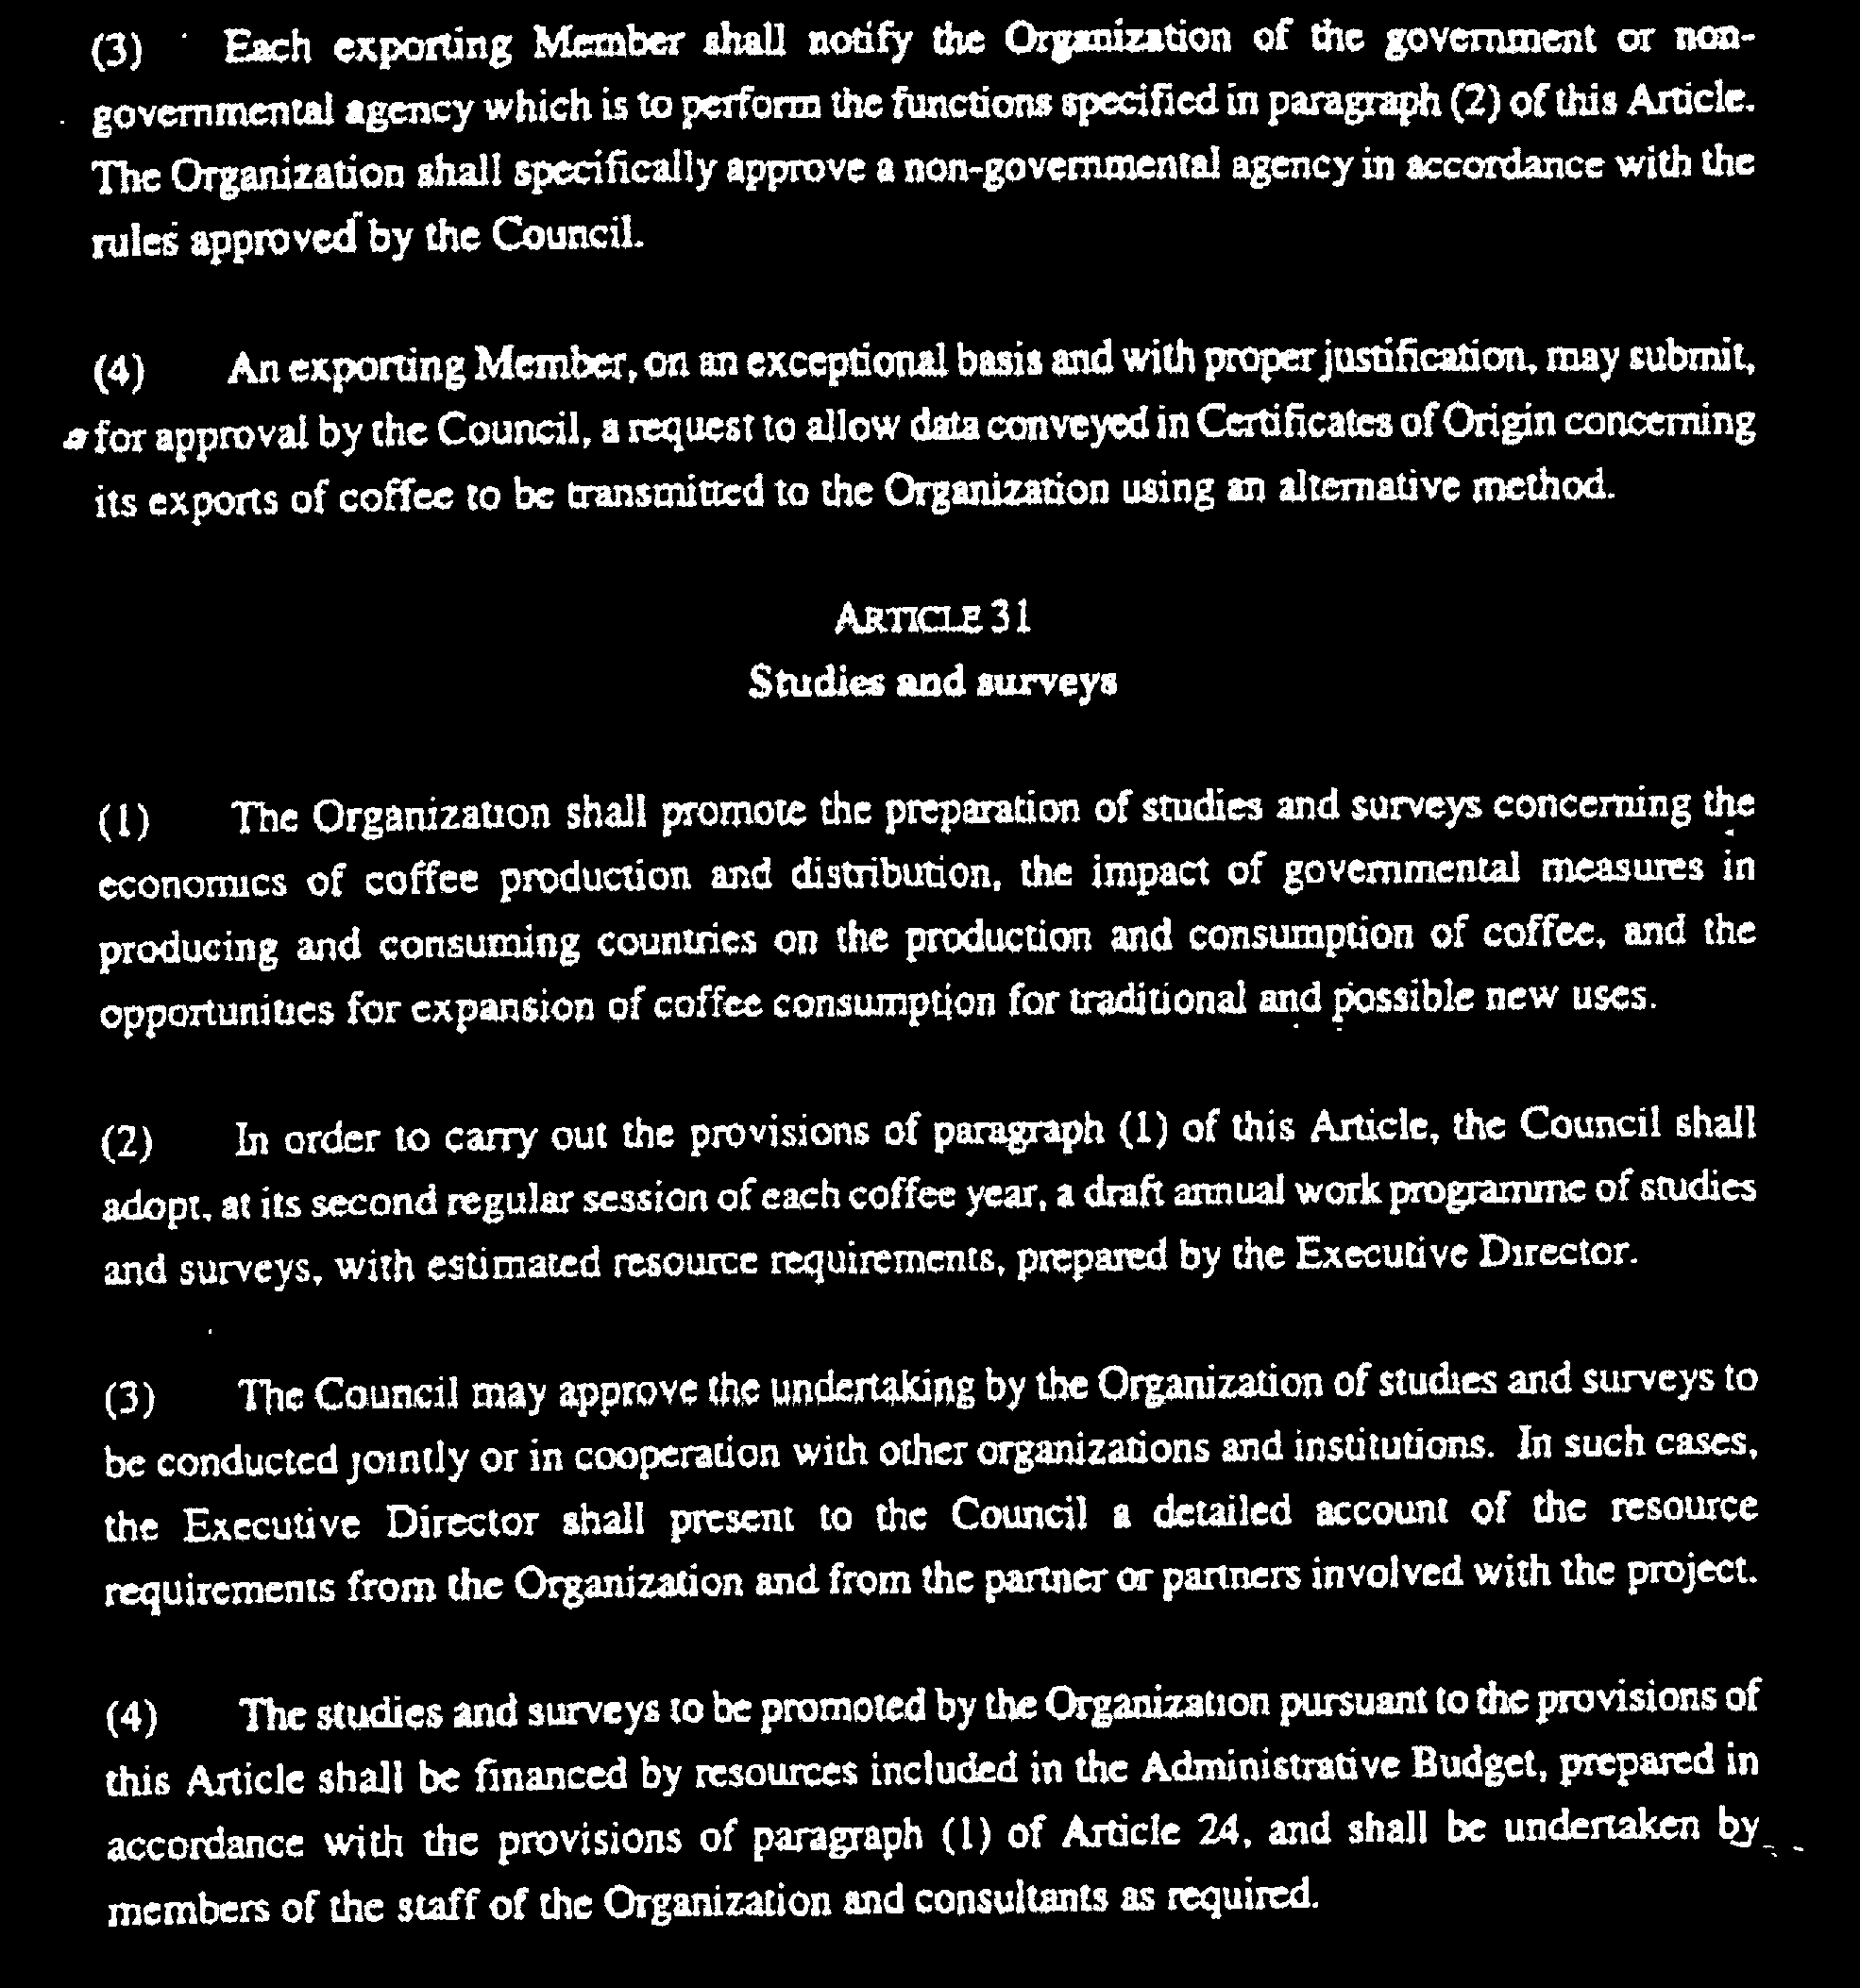 (3) Each exporting Member shall notify the Organization of the government or non-
governmental agency which is to perform the functions specified in paragraph (2) of this Article.
The Organization shall specifically approve a non-governmental agency in accordance with the
rules approved by the Council.
(4) An exporting Member, on an exceptional basis and with proper justification, may submit,
for approval by the Council, a request to allow data conveyed in Certificates of Origin concerning
its exports of coffee to be transmitted to the Organization using an alternative method.
ARTICLE 31
Studies and surveys
(1) The Organization shall promote the preparation of studies and surveys concerning the
economics of coffee production and distribution, the impact of governmental measures in
producing and consuming countries on the production and consumption of coffee, and the
opportunities for expansion of coffee consumption for traditional and possible new uses.
(2) In order to carry out the provisions of paragraph (1) of this Article, the Council shall
adopt, at its second regular session of each coffee year, a draft annual work programme of studies
and surveys, with estimated resource requirements, prepared by the Executive Director.
(3) The Council may approve the undertaking by the Organization of studies and surveys to
be conducted jointly or in cooperation with other organizations and institutions. In such cases,
the Executive Director shall present to the Council a detailed account of the resource
requirements from the Organization and from the partner or partners involved with the project.
(4) The studies and surveys to be promoted by the Organization pursuant to the provisions of
this Article shall be financed by resources included in the Administrative Budget, prepared in
accordance with the provisions of paragraph (1) of Article 24, and shall be undertaken by
members of the staff of the Organization and consultants as required.